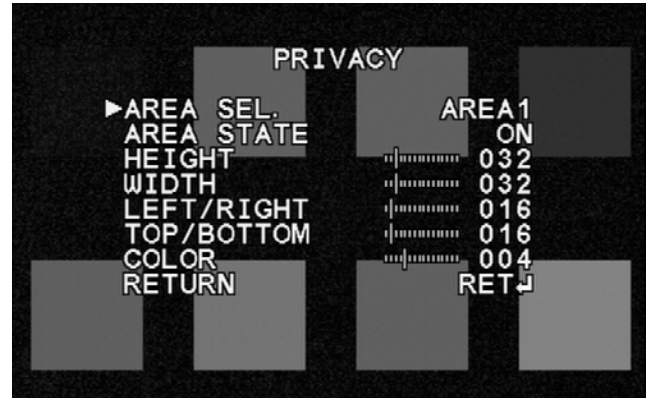 PRIVACY
►AREA SEL. AREA1
AREA STATE ON
HEIGHT 032
WIDTH 032
LEFT/RIGHT 016
TOP/BOTTOM 016
COLOR 004
RETURN RET↲